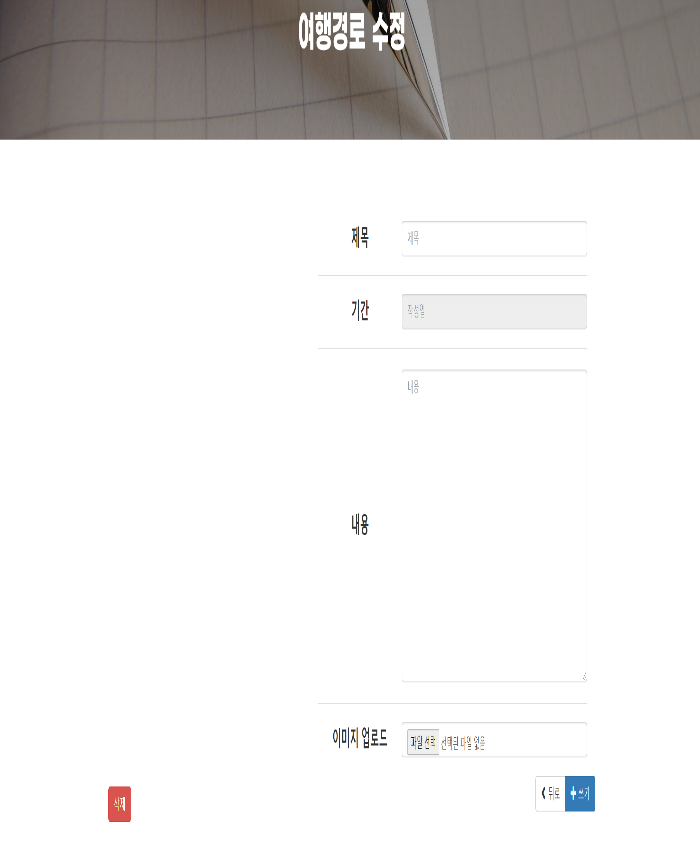 여행경로 수정
제목 제목
기간 작성일
내용 내용
이미지 업로드 파일 선택 선택된 파일 없음
삭제 뒤로 쓰기